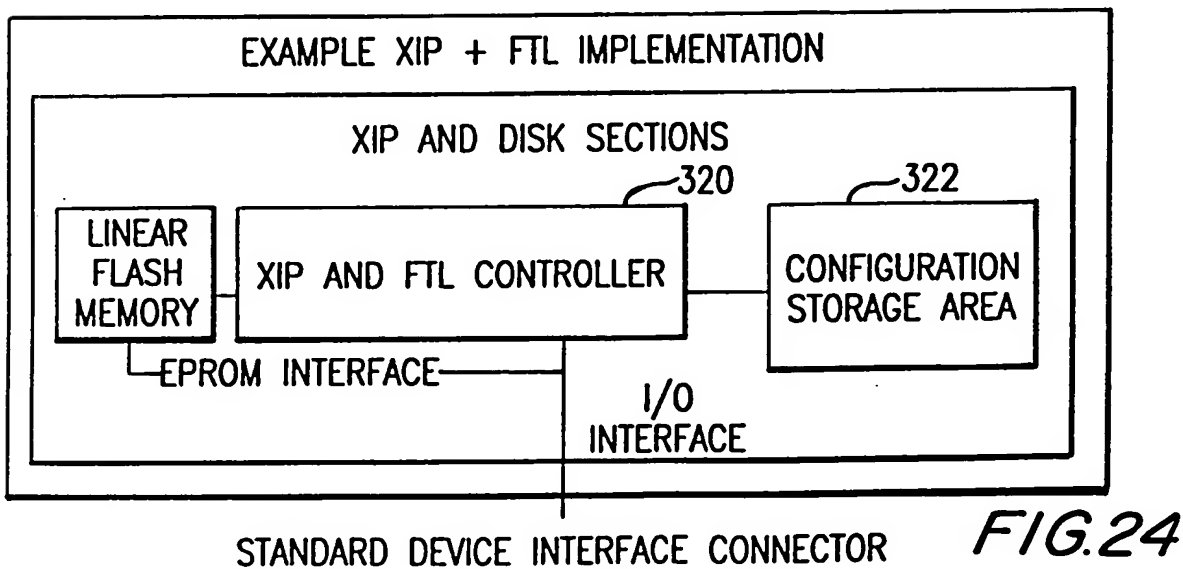 EXAMPLE XIP + FTL IMPLEMENTATION
XIP AND DISK SECTIONS
320
322
LINEAR
FLASH
MEMORY
XIP AND FTL CONTROLLER
CONFIGURATION
STORAGE AREA
EPROM INTERFACE
I/O
INTERFACE
STANDARD DEVICE INTERFACE CONNECTOR
FIG.24